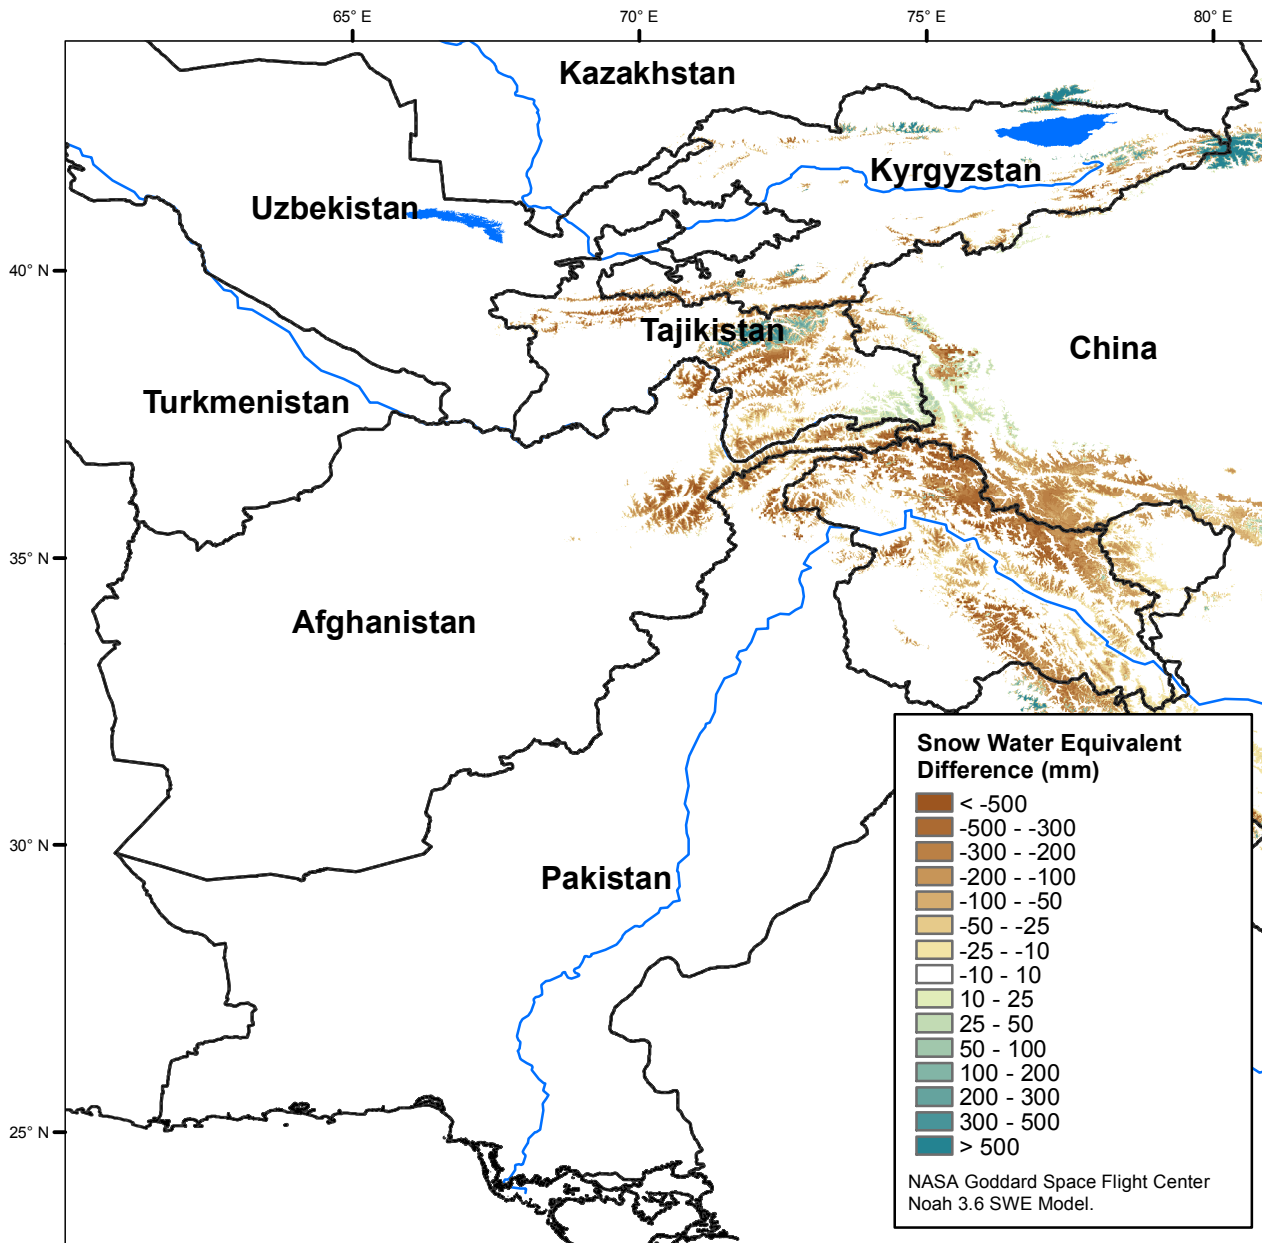 65° E
70° E
75° E
80° E
Kazakhstan
Kyrgyzstan
Uzbekistan
40° N
Tajikistan
China
Turkmenistan
35° N
Afghanistan
30° N
Pakistan
25° N
Snow Water Equivalent
Difference (mm)
< -500
-500 - -300
-300 - -200
-200 - -100
-100 - -50
-50 - -25
-25 - -10
-10 - 10
10 - 25
25 - 50
50 - 100
100 - 200
200 - 300
300 - 500
> 500
NASA Goddard Space Flight Center
Noah 3.6 SWE Model.